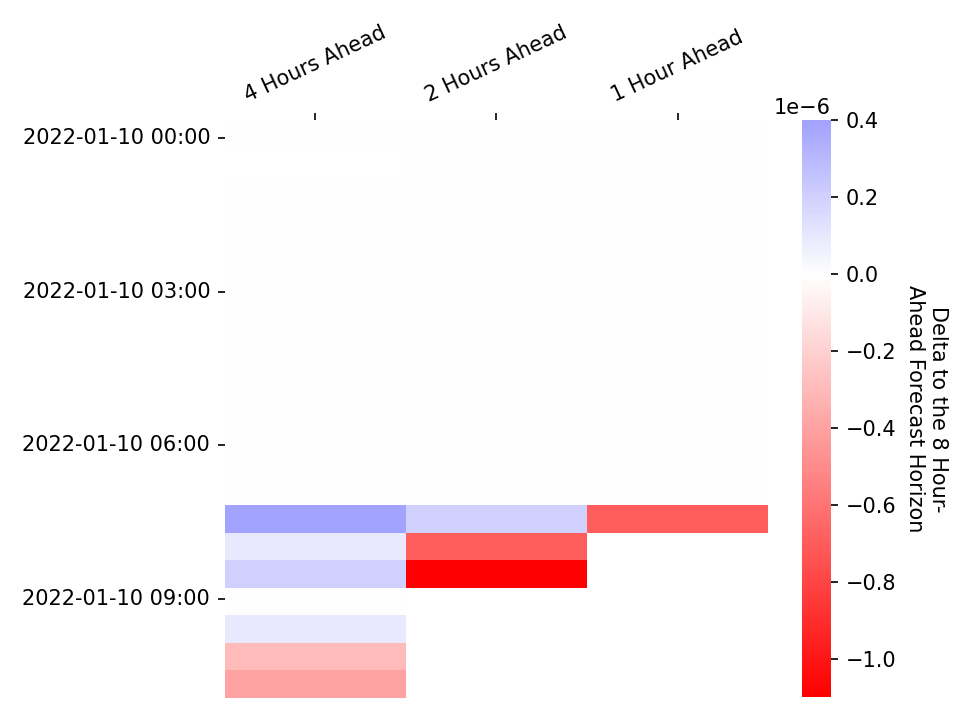 4 Hours Ahead
2 Hours Ahead
1 Hour Ahead
1e−6
2022-01-10 00:00
2022-01-10 03:00
2022-01-10 06:00
2022-01-10 09:00
0.4
0.2
0.0
−0.2
−0.4
−0.6
−0.8
−1.0
Delta to the 8 Hour-
Ahead Forecast Horizon